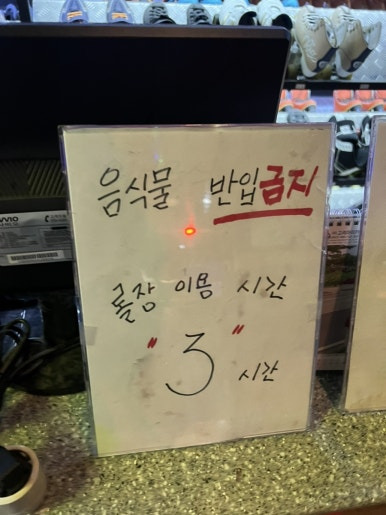 음식물 반입금지
롤장 이용 시간
"3" 시간